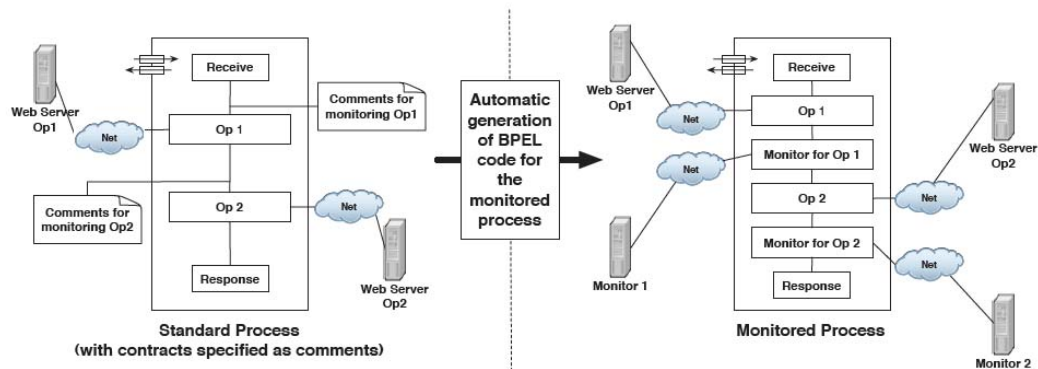 Web Server
Op1
Net
Receive
Comments for
monitoring Op1
Op 1
Comments for
monitoring Op2
Op 2
Net
Web Server
Op2
Response
Standard Process
(with contracts specified as comments)
Automatic
generation
of BPEL
code for
the
monitored
process
Web Server
Op1
Net
Receive
Op 1
Net
Monitor for Op 1
Monitor 1
Op 2
Net
Web Server
Op2
Monitor for Op 2
Net
Response
Monitor 2
Monitored Process